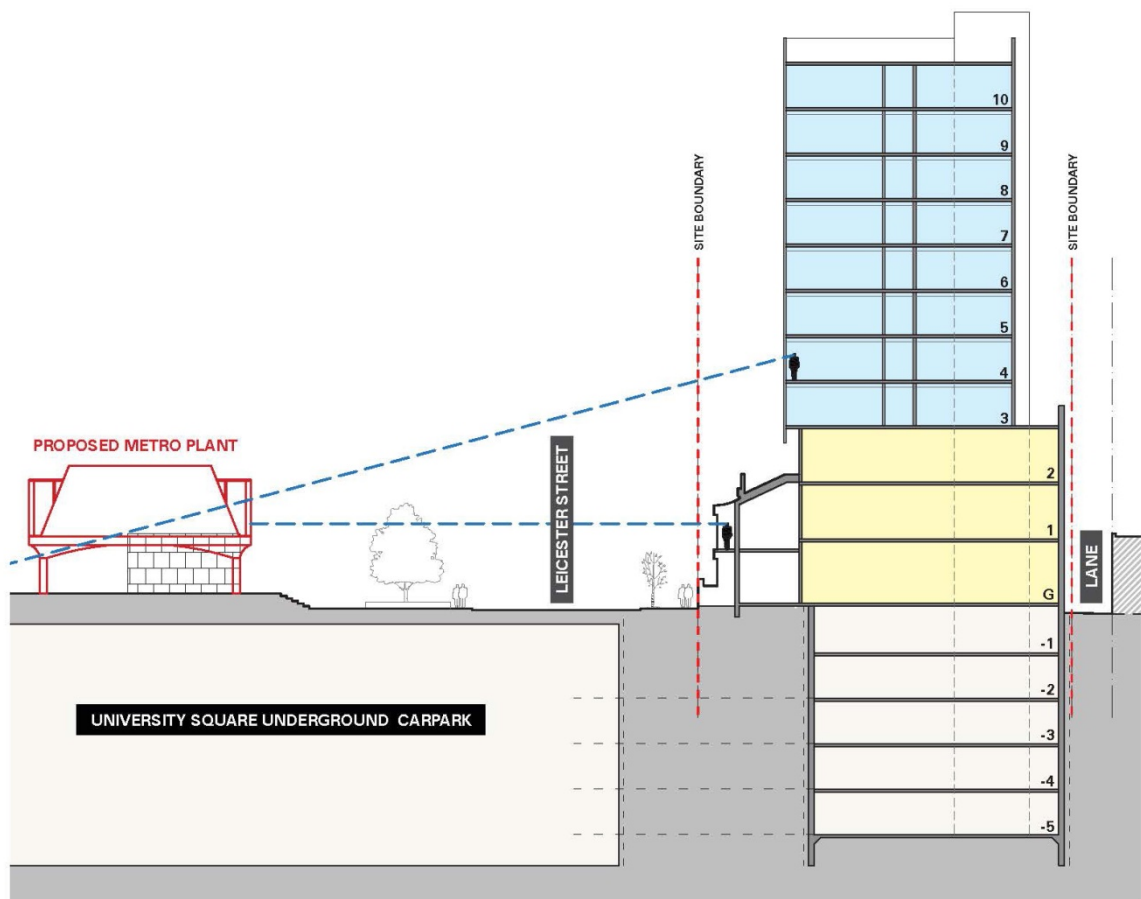 10
9
SITE BOUNDARY
SITE BOUNDARY
8
7
6
5
4
3
PROPOSED METRO PLANT
LEICESTER STREET
2
1
LANE
G
-1
-2
UNIVERSITY SQUARE UNDERGROUND CARPARK
-3
-4
-5